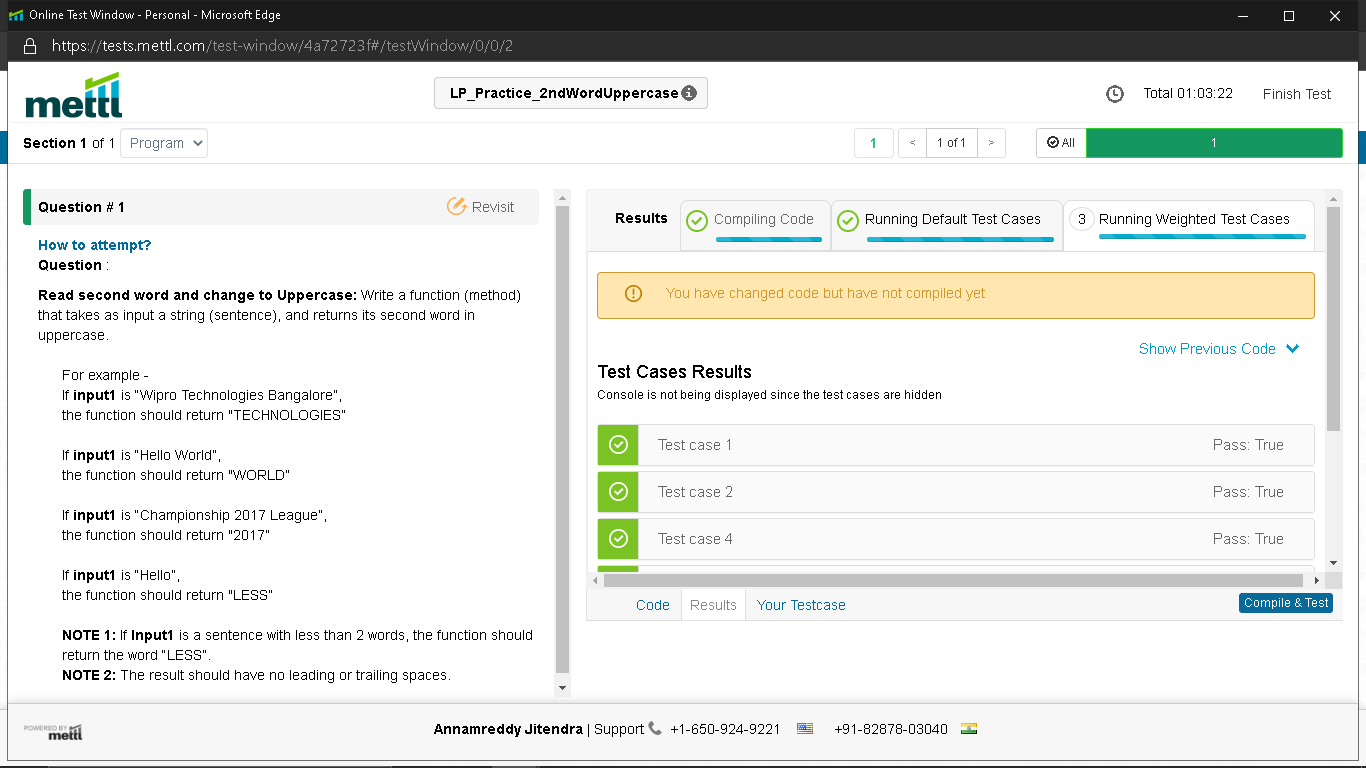 Online Test Window - Personal - Microsoft Edge
https://tests.mettl.com/test-window/4a72723f#/testWindow/0/0/2
mettl
LP_Practice_2ndWordUppercase
Total 01:03:22
Finish Test
Section 1 of 1
Program
1
<
1 of 1
>
All
1
Question # 1
Revisit
How to attempt?
Question :
Read second word and change to Uppercase: Write a function (method)
that takes as input a string (sentence), and returns its second word in
uppercase.
For example -
If input1 is "Wipro Technologies Bangalore",
the function should return "TECHNOLOGIES"
If input1 is "Hello World",
the function should return "WORLD"
If input1 is "Championship 2017 League",
the function should return "2017"
If input1 is "Hello",
the function should return "LESS"
NOTE 1: If Input1 is a sentence with less than 2 words, the function should
return the word "LESS".
NOTE 2: The result should have no leading or trailing spaces.
Results
Compiling Code
Running Default Test Cases
3 Running Weighted Test Cases
You have changed code but have not compiled yet
Show Previous Code
Test Cases Results
Console is not being displayed since the test cases are hidden
Test case 1 Pass: True
Test case 2 Pass: True
Test case 4 Pass: True
Code Results Your Testcase
Compile & Test
POWERED BY
mettl
Annamreddy Jitendra | Support +1-650-924-9221 +91-82878-03040